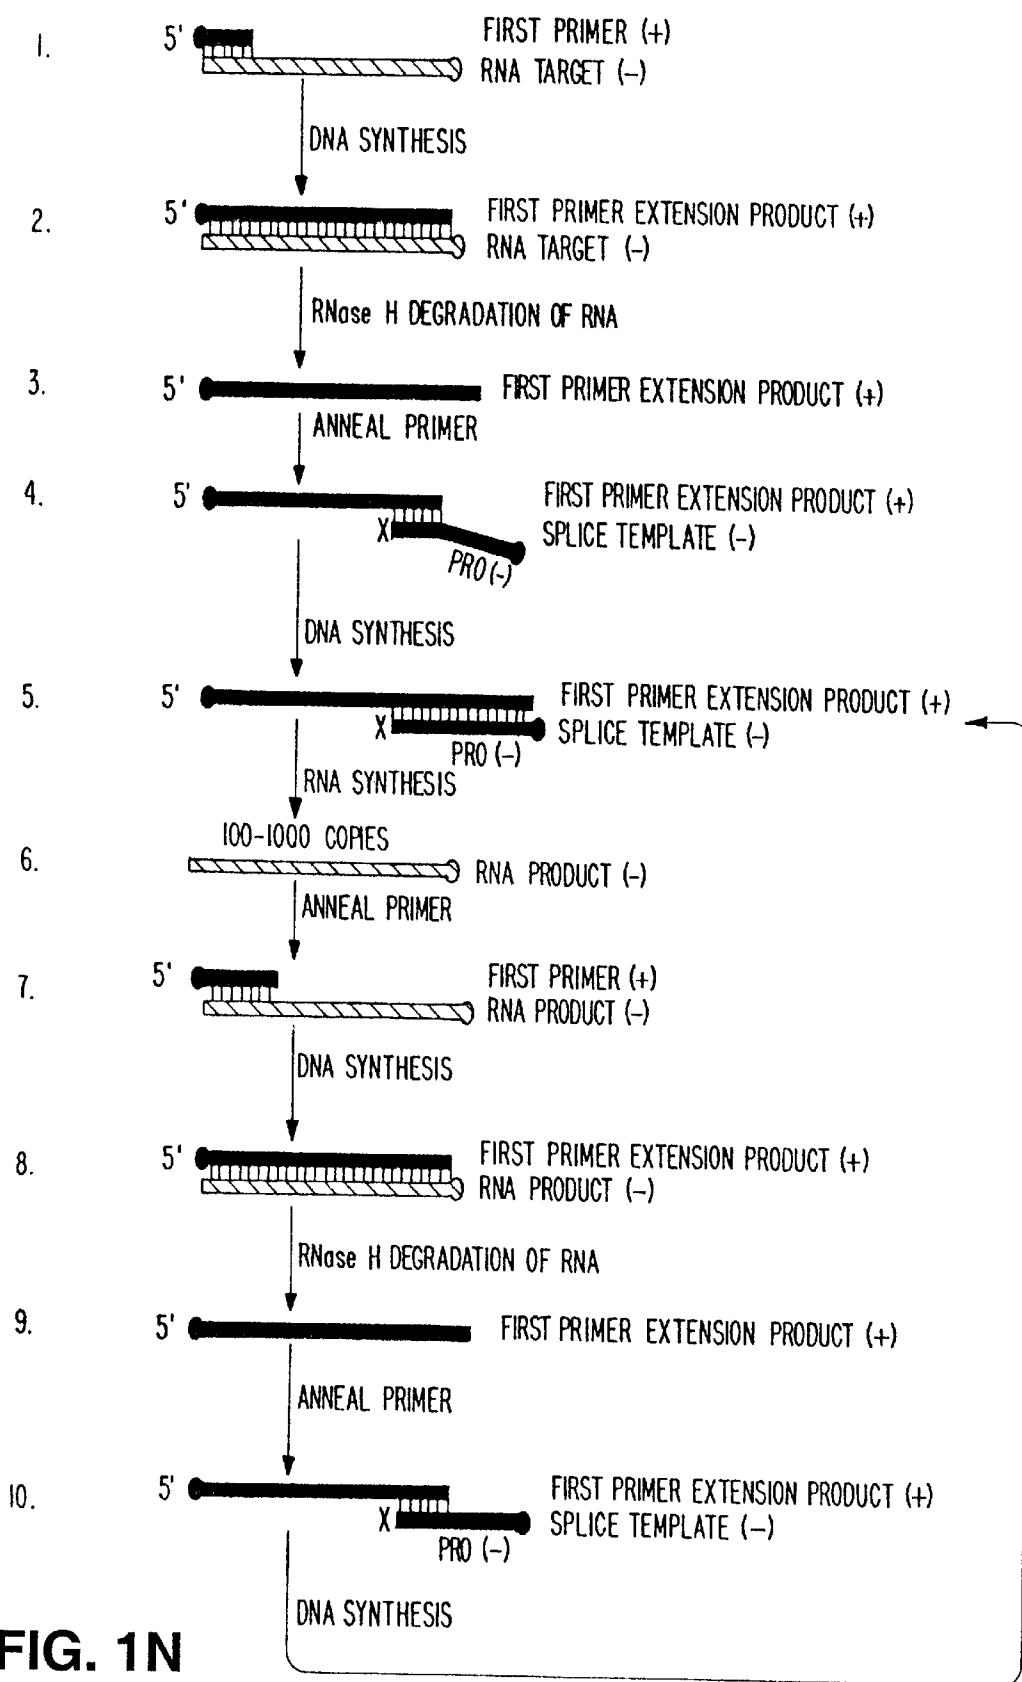 1.
5' FIRST PRIMER (+)
RNA TARGET (-)
DNA SYNTHESIS
2.
5' FIRST PRIMER EXTENSION PRODUCT (+)
RNA TARGET (-)
RNase H DEGRADATION OF RNA
3.
5' FIRST PRIMER EXTENSION PRODUCT (+)
ANNEAL PRIMER
4.
5' FIRST PRIMER EXTENSION PRODUCT (+)
X SPLICE TEMPLATE (-)
PRO (-)
DNA SYNTHESIS
5.
5' FIRST PRIMER EXTENSION PRODUCT (+)
X SPLICE TEMPLATE (-)
PRO (-)
RNA SYNTHESIS
100-1000 COPIES
6.
RNA PRODUCT (-)
ANNEAL PRIMER
7.
5' FIRST PRIMER (+)
RNA PRODUCT (-)
DNA SYNTHESIS
8.
5' FIRST PRIMER EXTENSION PRODUCT (+)
RNA PRODUCT (-)
RNase H DEGRADATION OF RNA
9.
5' FIRST PRIMER EXTENSION PRODUCT (+)
ANNEAL PRIMER
10.
5' FIRST PRIMER EXTENSION PRODUCT (+)
X SPLICE TEMPLATE (-)
PRO (-)
DNA SYNTHESIS
FIG. 1N